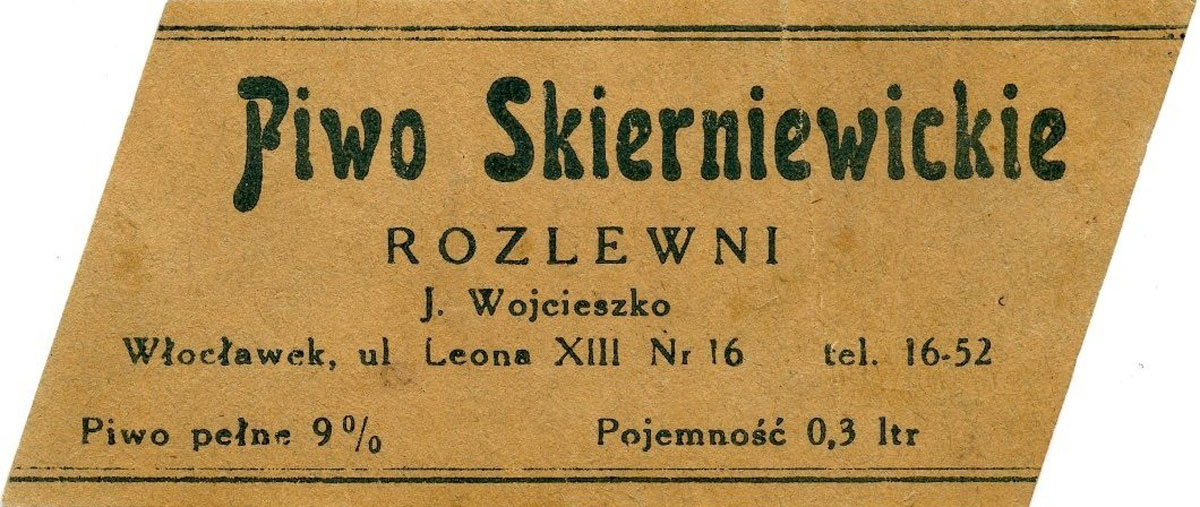 Piwo Skierniewickie
ROZLEWNI
J. Wojcieszko
Włocławek, ul Leona XIII Nr 16 tel. 16-52
Piwo pełne 9% Pojemność 0,3 ltr